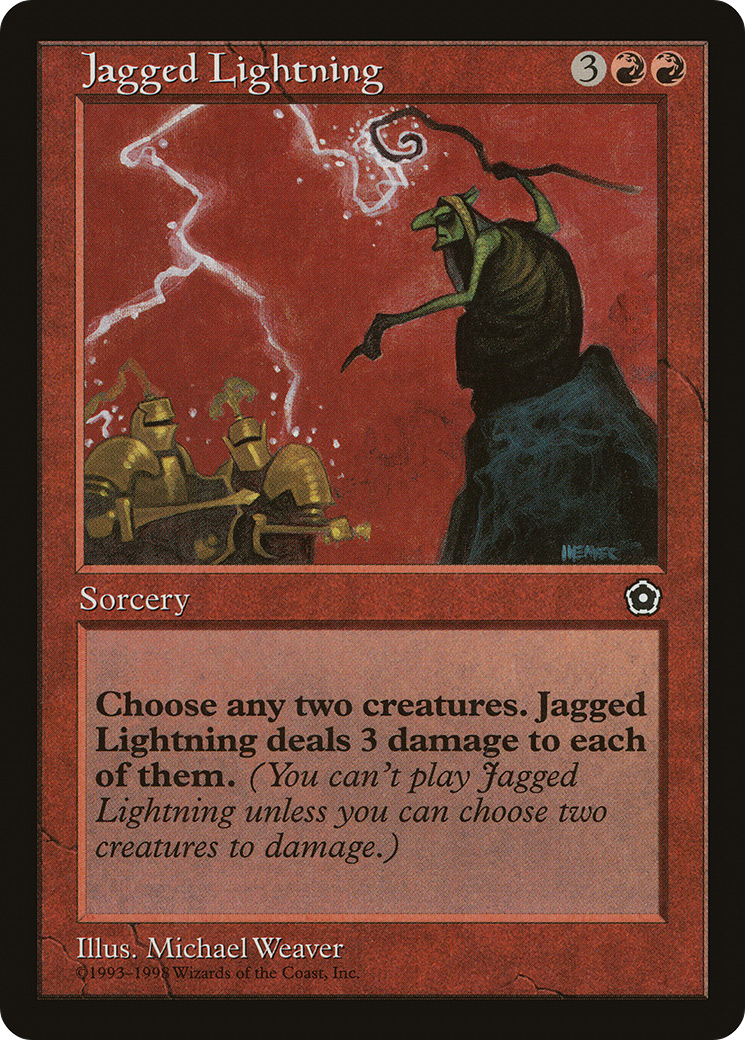 Jagged Lightning 3
WEAVER
Sorcery
Choose any two creatures. Jagged
Lightning deals 3 damage to each
of them. (You can't play Jagged
Lightning unless you can choose two
creatures to damage.)
Illus. Michael Weaver
©1993–1998 Wizards of the Coast, Inc.